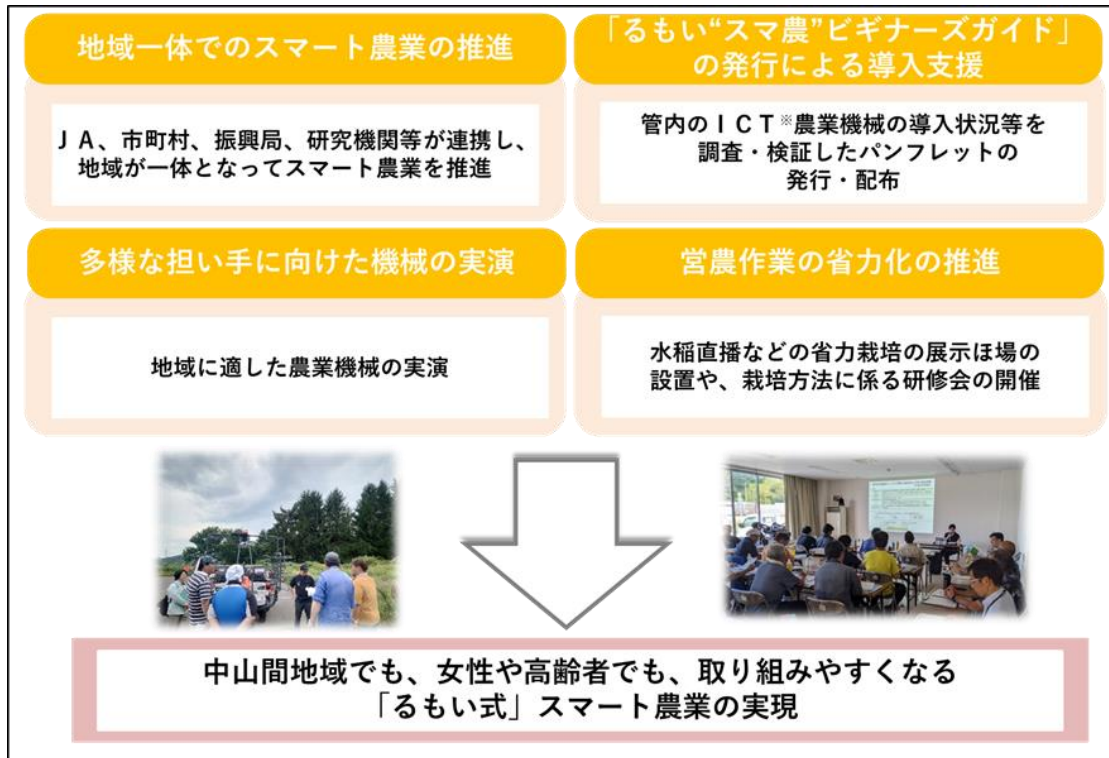 地域一体でのスマート農業の推進
ＪＡ、市町村、振興局、研究機関等が連携し、
地域が一体となってスマート農業を推進
「るもい“スマ農”ビギナーズガイド」
の発行による導入支援
管内のＩＣＴ※農業機械の導入状況等を
調査・検証したパンフレットの
発行・配布
多様な担い手に向けた機械の実演
地域に適した農業機械の実演
営農作業の省力化の推進
水稲直播などの省力栽培の展示ほ場の
設置や、栽培方法に係る研修会の開催
中山間地域でも、女性や高齢者でも、取り組みやすくなる
「るもい式」スマート農業の実現